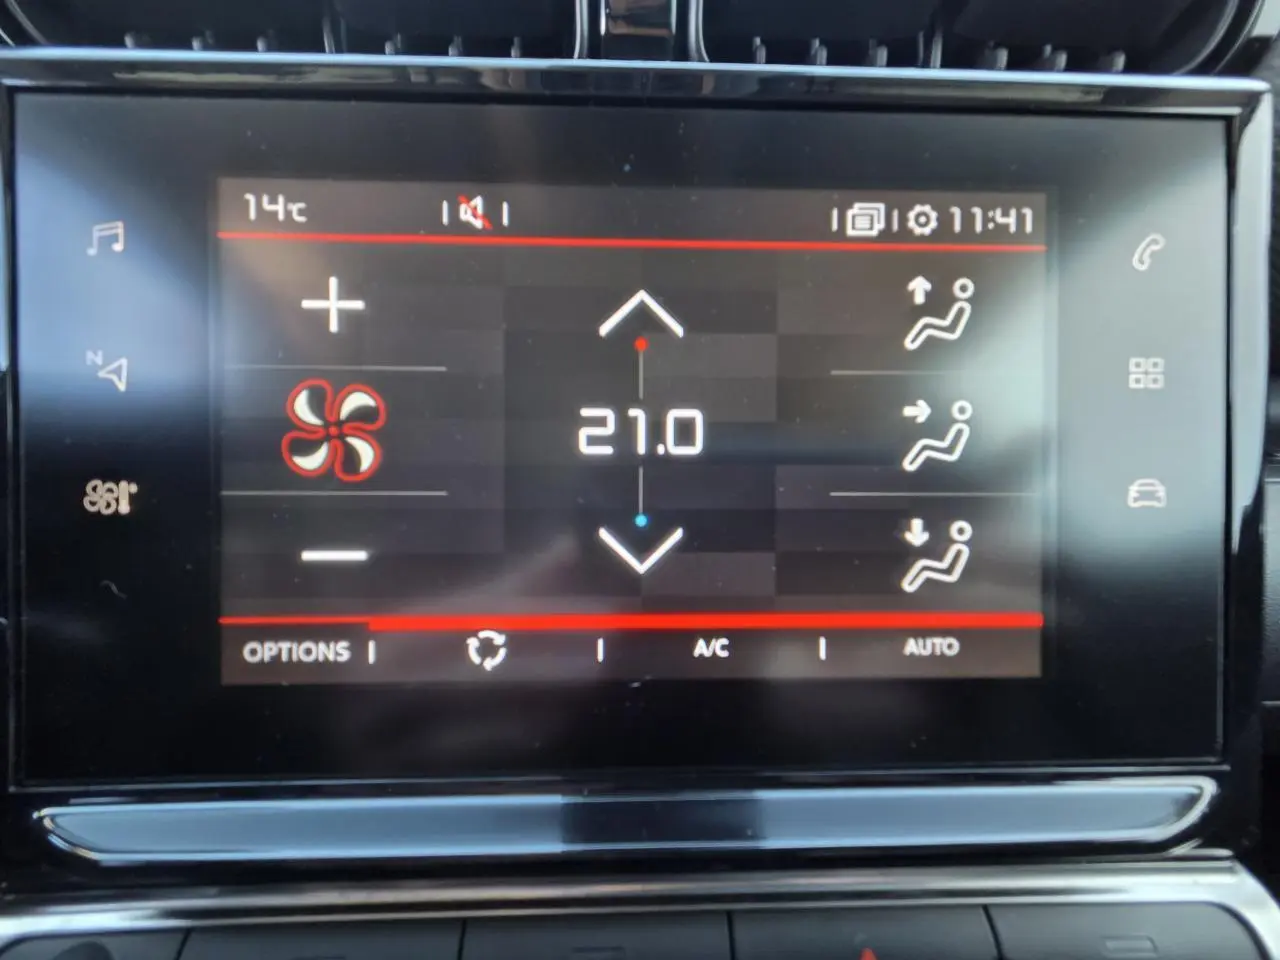 14°C 11:41
N
21.0
OPTIONS A/C AUTO